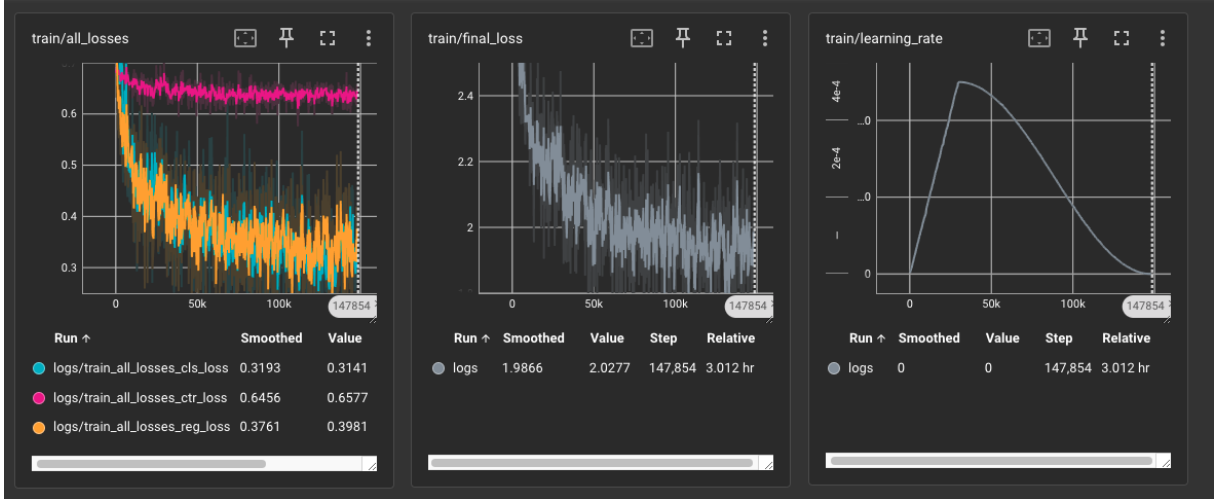 train/all_losses
0.6
0.5
0.4
0.3
0
50k
100k
147854
Run ↑ Smoothed Value
logs/train_all_losses_cls_loss 0.3193 0.3141
logs/train_all_losses_ctr_loss 0.6456 0.6577
logs/train_all_losses_reg_loss 0.3761 0.3981
train/final_loss
2.4
2.2
2
0
50k
100k
147854
Run ↑ Smoothed Value Step Relative
logs 1.9866 2.0277 147,854 3.012 hr
train/learning_rate
4e-4
2e-4
...0
...0
0
0
50k
100k
147854
Run ↑ Smoothed Value Step Relative
logs 0 0 147,854 3.012 hr